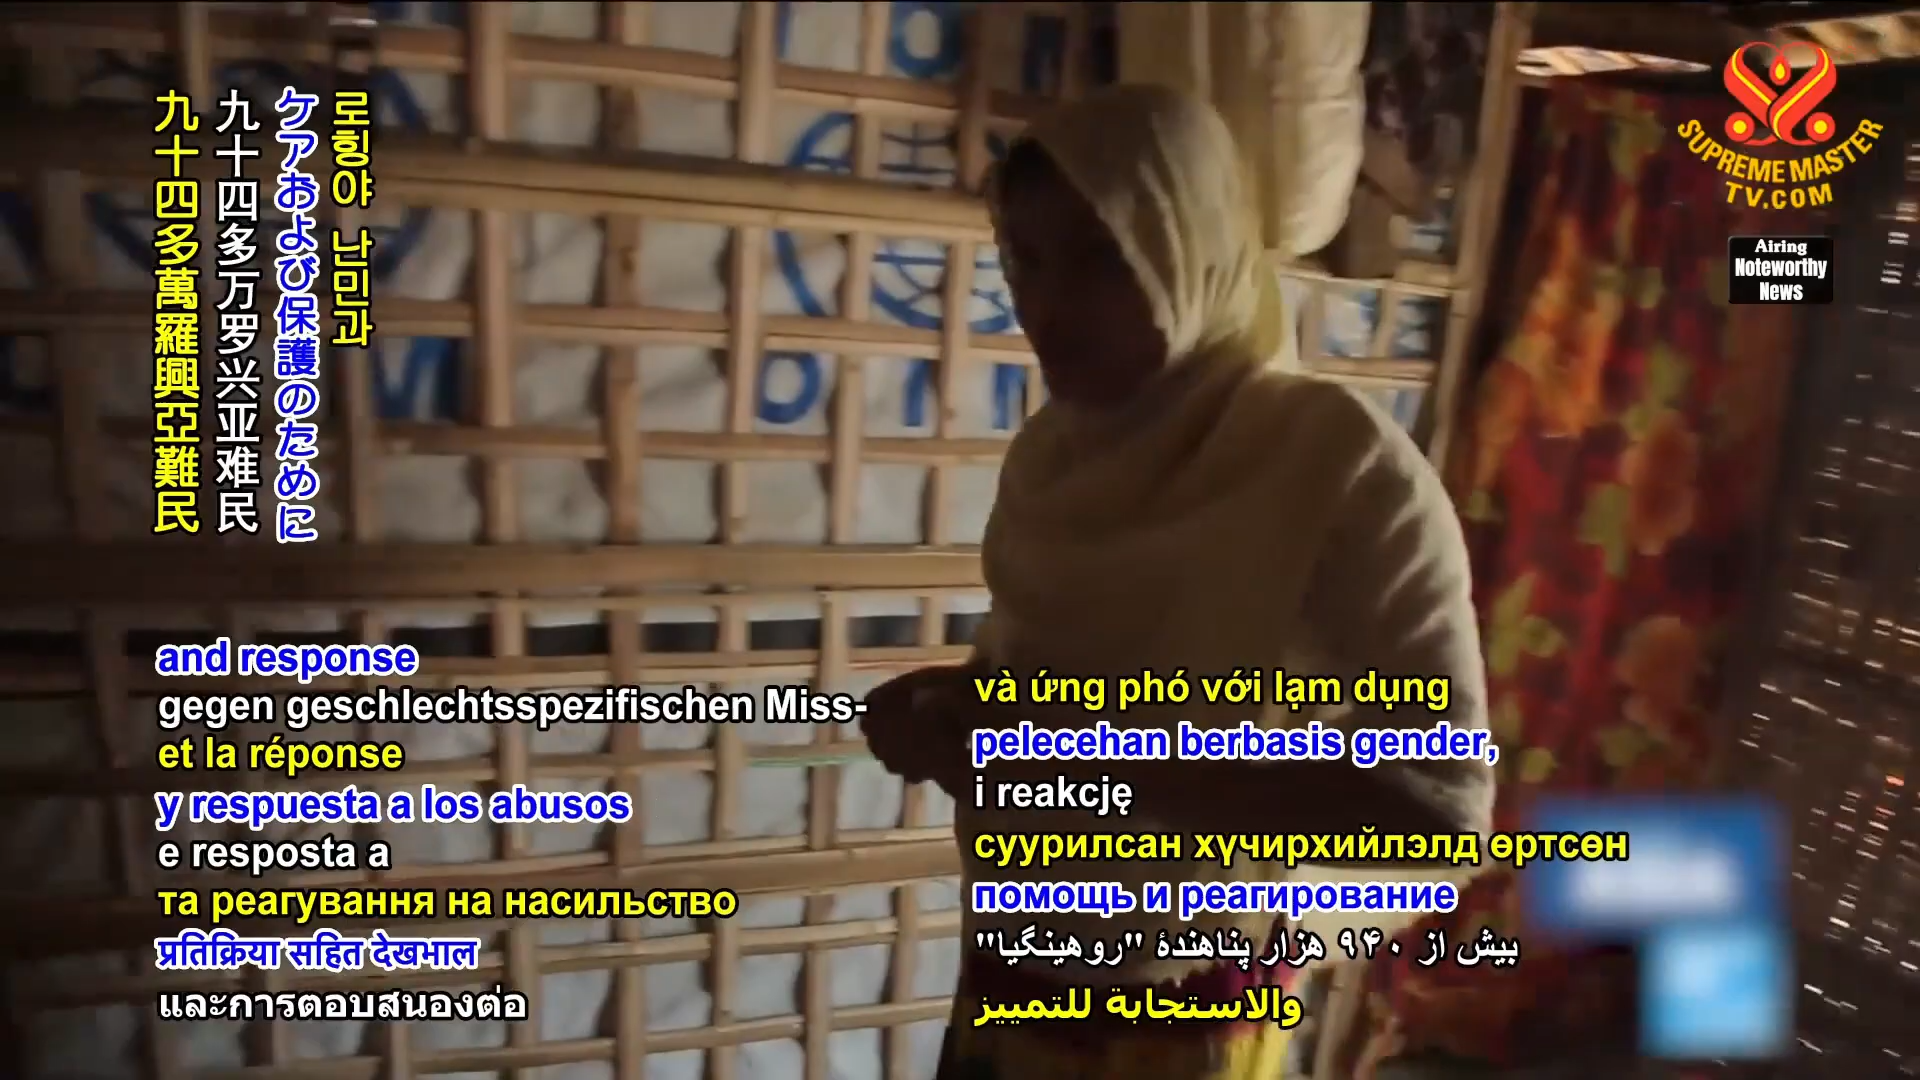 로힝야 난민과
ケアおよび保護のために
九十四多万罗兴亚难民
九十四多萬羅興亞難民
SUPREME MASTER
TV.COM
Airing
Noteworthy
News
and response
gegen geschlechtsspezifischen Miss-
et la réponse
y respuesta a los abusos
e resposta a
та реагування на насильство
प्रतिक्रिया सहित देखभाल
และการตอบสนองต่อ
và ứng phó với lạm dụng
pelecehan berbasis gender,
i reakcję
суурилсан хүчирхийлэлд өртсөн
помощь и реагирование
بیش از ۹۴۰ هزار پناهندهٔ "روهینگیا"
والاستجابة للتمييز